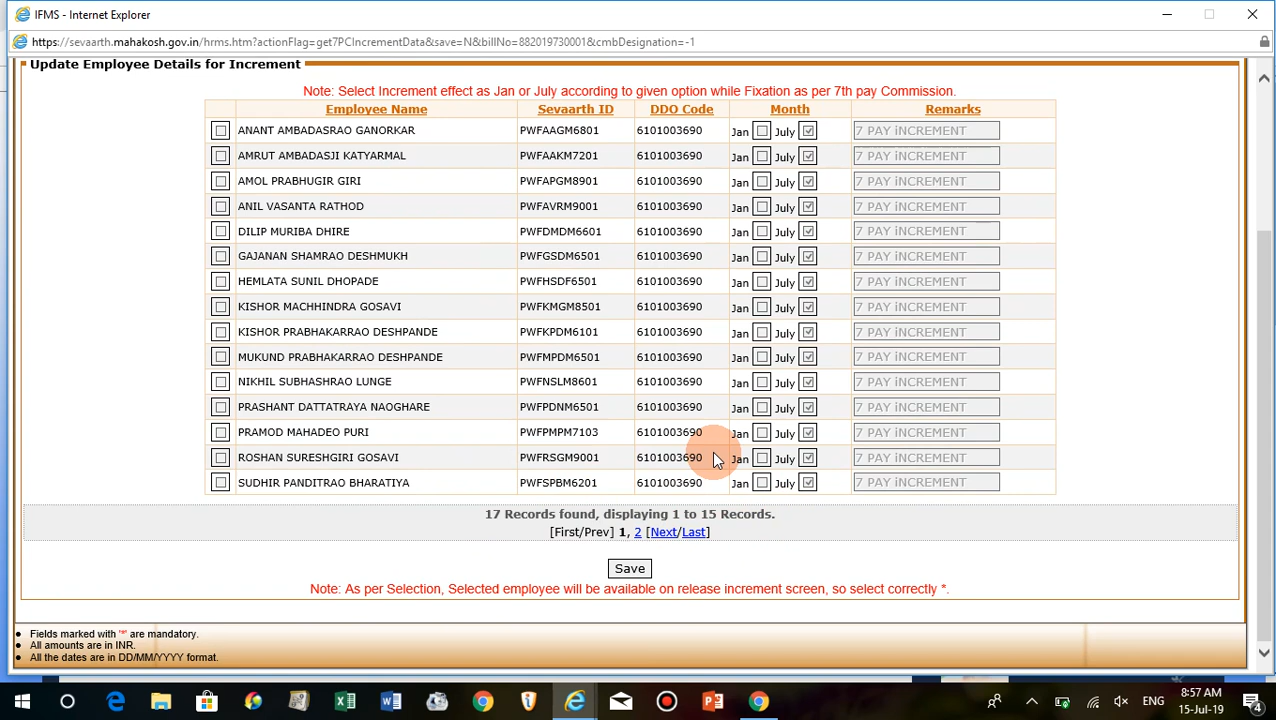 IFMS - Internet Explorer
https://sevaarth.mahakosh.gov.in/hrms.htm?actionFlag=get7PCIncrementData&save=N&billNo=882019730001&cmbDesignation=-1
Update Employee Details for Increment
Note: Select Increment effect as Jan or July according to given option while Fixation as per 7th pay Commission.
Employee Name Sevaarth ID DDO Code Month Remarks
ANANT AMBADASRAO GANORKAR PWFAAGM6801 6101003690 Jan July 7 PAY iNCREMENT
AMRUT AMBADASJI KATYARMAL PWFAAKM7201 6101003690 Jan July 7 PAY iNCREMENT
AMOL PRABHUGIR GIRI PWFAPGM8901 6101003690 Jan July 7 PAY iNCREMENT
ANIL VASANTA RATHOD PWFAVRM9001 6101003690 Jan July 7 PAY iNCREMENT
DILIP MURIBA DHIRE PWFDMDM6601 6101003690 Jan July 7 PAY iNCREMENT
GAJANAN SHAMRAO DESHMUKH PWFGSDM6501 6101003690 Jan July 7 PAY iNCREMENT
HEMLATA SUNIL DHOPADE PWFHSDF6501 6101003690 Jan July 7 PAY iNCREMENT
KISHOR MACHHINDRA GOSAVI PWFKMGM8501 6101003690 Jan July 7 PAY iNCREMENT
KISHOR PRABHAKARRAO DESHPANDE PWFKPDM6101 6101003690 Jan July 7 PAY iNCREMENT
MUKUND PRABHAKARRAO DESHPANDE PWFMPDM6501 6101003690 Jan July 7 PAY iNCREMENT
NIKHIL SUBHASHRAO LUNGE PWFNSLM8601 6101003690 Jan July 7 PAY iNCREMENT
PRASHANT DATTATRAYA NAOGHARE PWFPDNM6501 6101003690 Jan July 7 PAY iNCREMENT
PRAMOD MAHADEO PURI PWFPMPM7103 6101003690 Jan July 7 PAY iNCREMENT
ROSHAN SURESHGIRI GOSAVI PWFRSGM9001 6101003690 Jan July 7 PAY iNCREMENT
SUDHIR PANDITRAO BHARATIYA PWFSPBM6201 6101003690 Jan July 7 PAY iNCREMENT
17 Records found, displaying 1 to 15 Records.
[First/Prev] 1, 2 [Next/Last]
Save
Note: As per Selection, Selected employee will be available on release increment screen, so select correctly *.
Fields marked with '*' are mandatory.
All amounts are in INR.
All the dates are in DD/MM/YYYY format.
ENG
8:57 AM
15-Jul-19
4